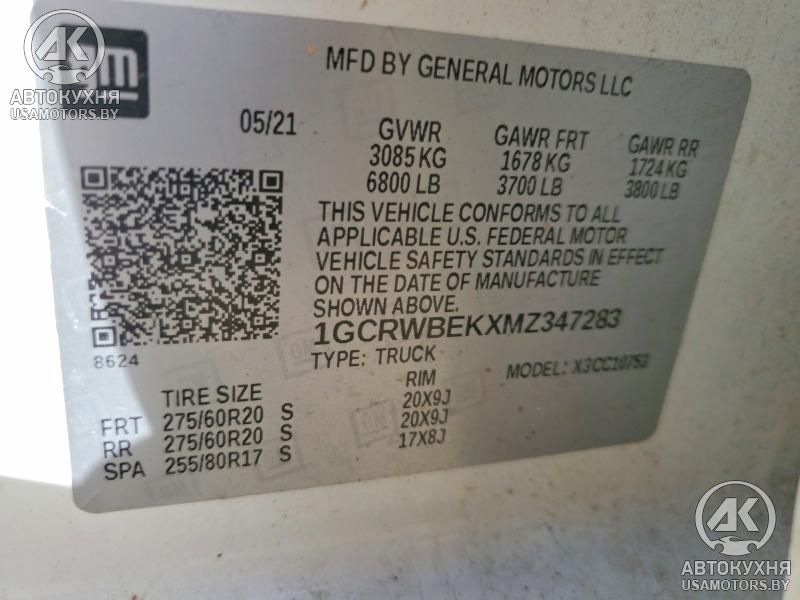 gm
АВТОКУХНЯ
USAMOTORS.BY
MFD BY GENERAL MOTORS LLC
05/21 GVWR GAWR FRT GAWR RR
3085 KG 1678 KG 1724 KG
6800 LB 3700 LB 3800 LB
THIS VEHICLE CONFORMS TO ALL
APPLICABLE U.S. FEDERAL MOTOR
VEHICLE SAFETY STANDARDS IN EFFECT
ON THE DATE OF MANUFACTURE
SHOWN ABOVE.
1GCRWBEKXMZ347283
8624
TYPE: TRUCK MODEL: X3CC10753
TIRE SIZE RIM
FRT 275/60R20 S 20X9J
RR 275/60R20 S 20X9J
SPA 255/80R17 S 17X8J
АК
АВТОКУХНЯ
USAMOTORS.BY